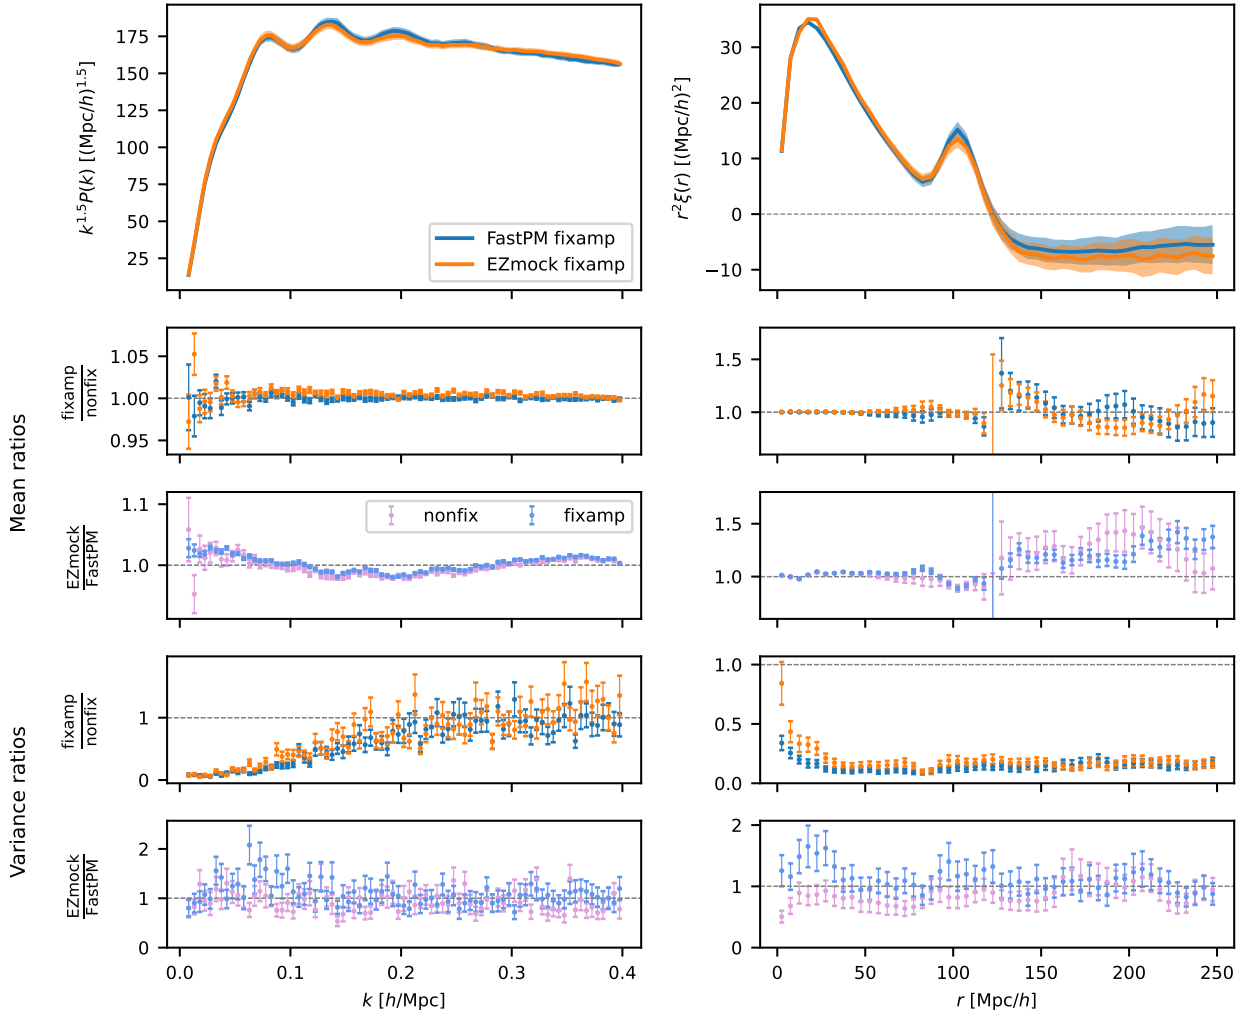 k^1.5 P(k) [(Mpc/h)^1.5]
175
150
125
100
75
50
25
FastPM fixamp
EZmock fixamp
r^2 ξ(r) [(Mpc/h)^2]
30
20
10
0
−10
Mean ratios
fixamp
nonfix
1.05
1.00
0.95
1.5
1.0
EZmock
FastPM
1.1
1.0
nonfix
fixamp
1.5
1.0
Variance ratios
fixamp
nonfix
1
0
1.0
0.5
0.0
EZmock
FastPM
2
1
0
2
1
0
0.0 0.1 0.2 0.3 0.4
k [h/Mpc]
0 50 100 150 200 250
r [Mpc/h]